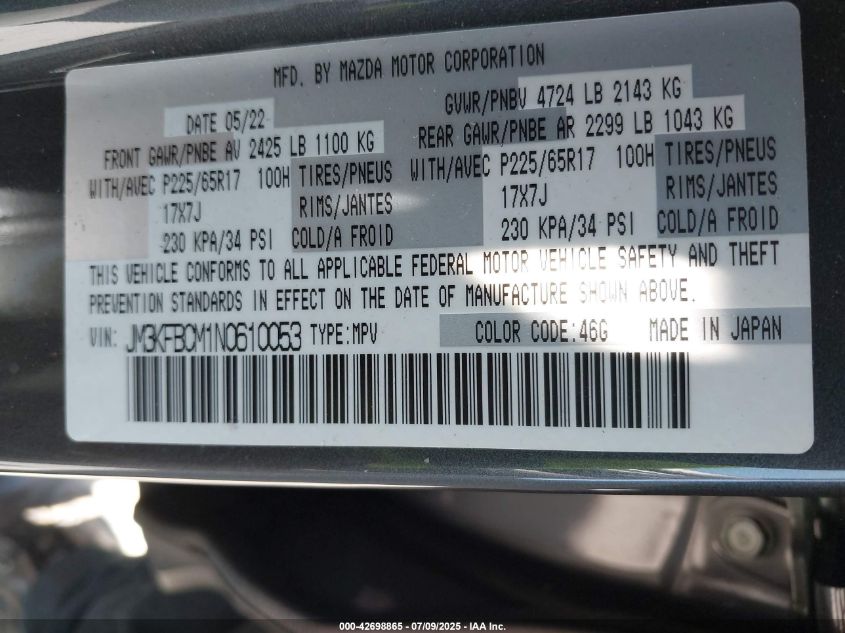 MFD. BY MAZDA MOTOR CORPORATION
DATE 05/22 GVWR/PNBV 4724 LB 2143 KG
FRONT GAWR/PNBE AV 2425 LB 1100 KG REAR GAWR/PNBE AR 2299 LB 1043 KG
WITH/AVEC P225/65R17 100H TIRES/PNEUS WITH/AVEC P225/65R17 100H TIRES/PNEUS
17X7J RIMS/JANTES 17X7J RIMS/JANTES
230 KPA/34 PSI COLD/A FROID 230 KPA/34 PSI COLD/A FROID
THIS VEHICLE CONFORMS TO ALL APPLICABLE FEDERAL MOTOR VEHICLE SAFETY AND THEFT
PREVENTION STANDARDS IN EFFECT ON THE DATE OF MANUFACTURE SHOWN ABOVE.
VIN: JM3KFBCM1N0610053 TYPE:MPV COLOR CODE:46G MADE IN JAPAN
000-42698865 / 07/09/2025 - IAA Inc.